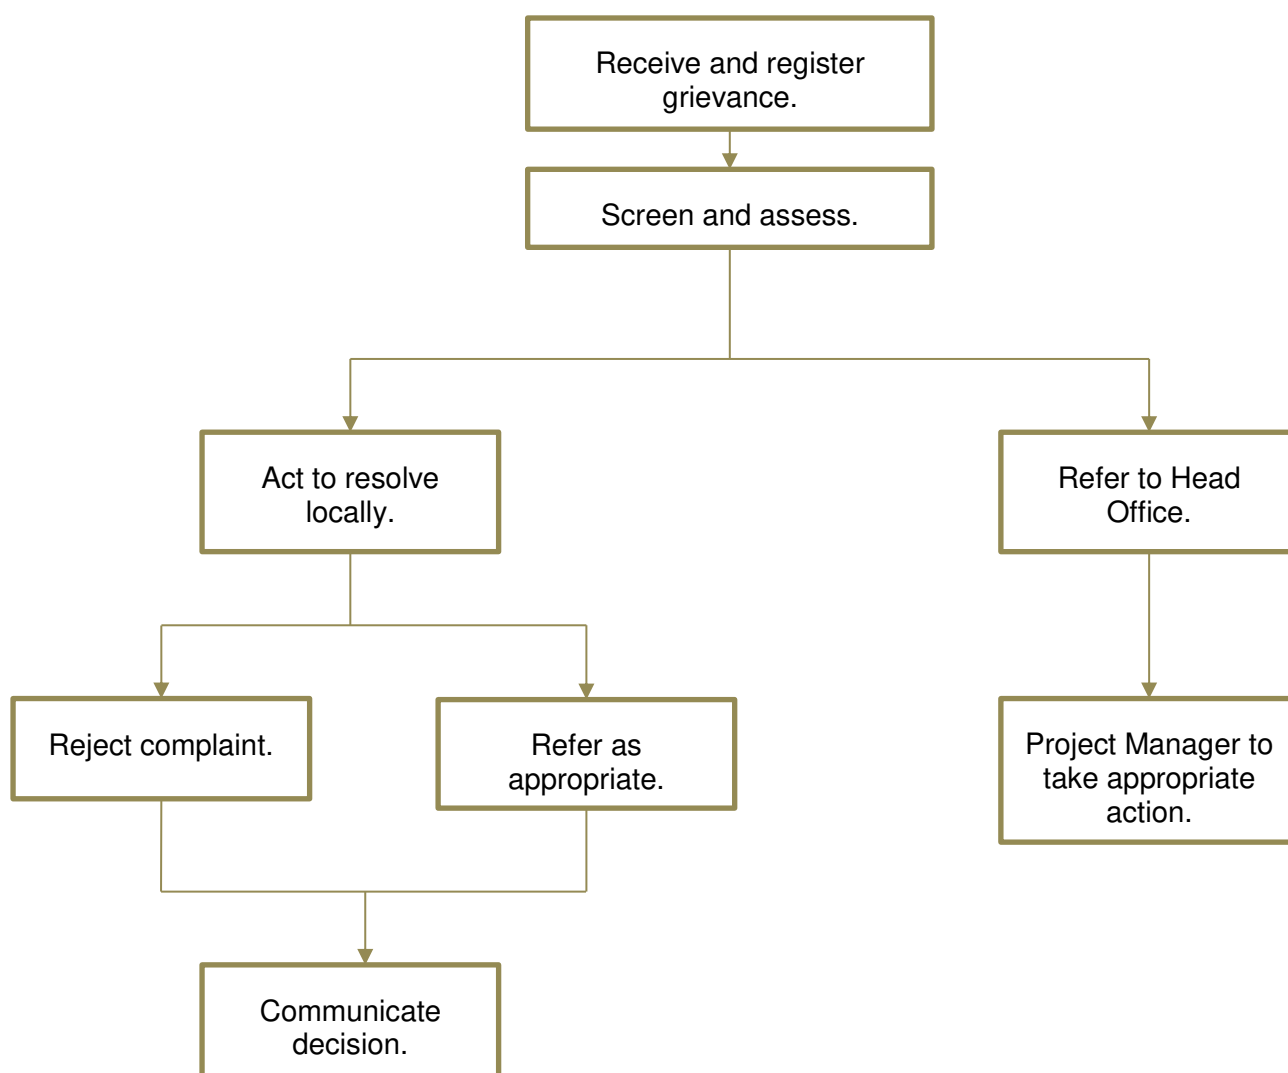 Receive and register
grievance.
Screen and assess.
Act to resolve
locally.
Refer to Head
Office.
Reject complaint.
Refer as
appropriate.
Project Manager to
take appropriate
action.
Communicate
decision.